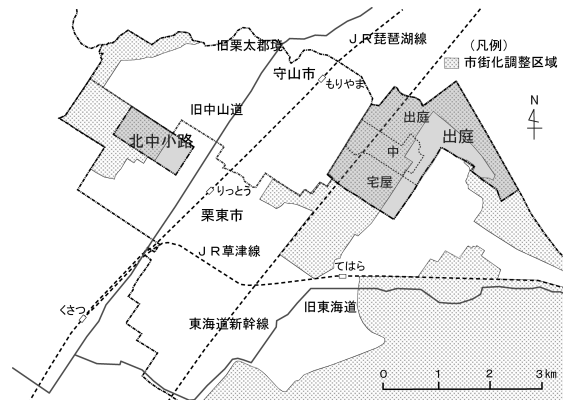 旧栗太郡境
ＪＲ琵琶湖線
（凡例）
市街化調整区域
守山市
もりやま
旧中山道
出庭
出庭
N
北中小路
中
宅屋
りっとう
栗東市
ＪＲ草津線
てはら
くさつ
旧東海道
東海道新幹線
0 1 2 3㎞